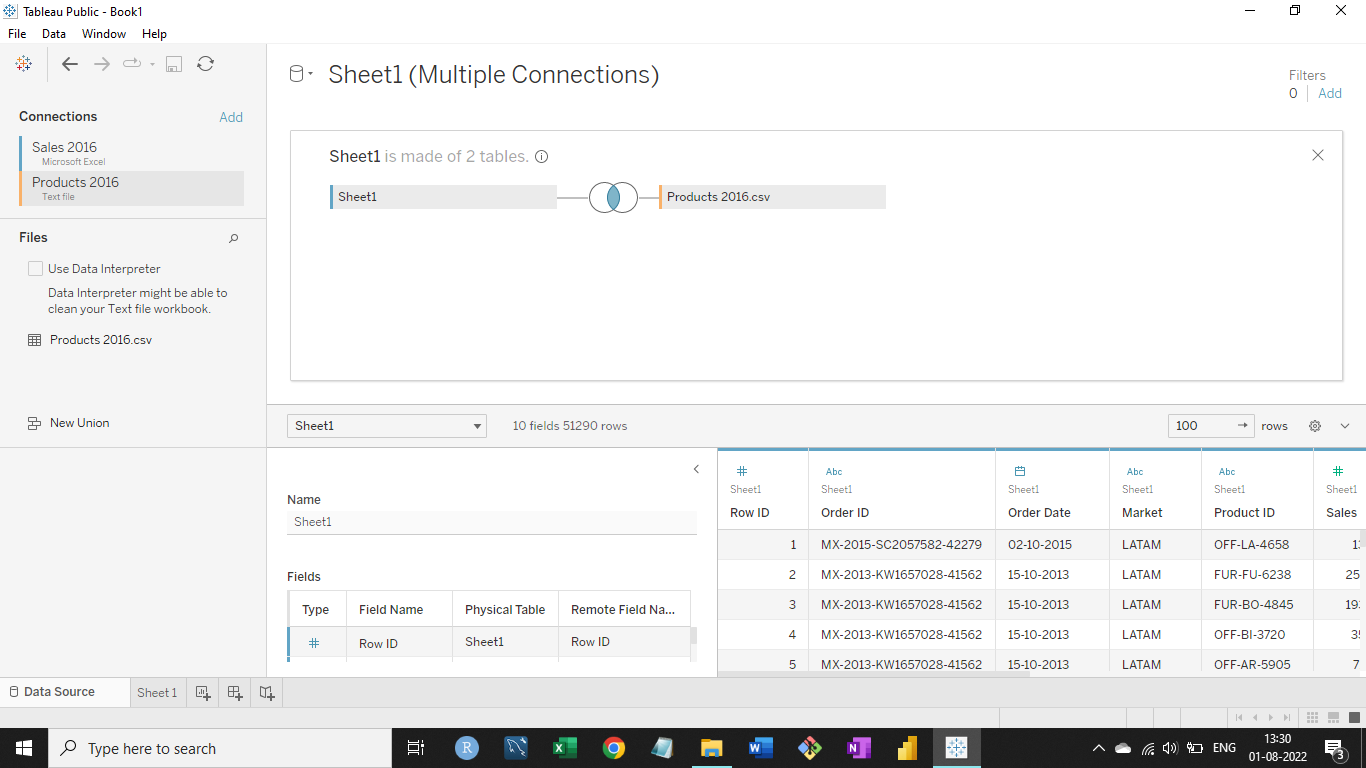 Tableau Public - Book1
File Data Window Help
Connections Add
Sales 2016
Microsoft Excel
Products 2016
Text file
Files
Use Data Interpreter
Data Interpreter might be able to
clean your Text file workbook.
Products 2016.csv
New Union
Sheet1 (Multiple Connections)
Filters
0 Add
Sheet1 is made of 2 tables.
Sheet1 Products 2016.csv
Sheet1 10 fields 51290 rows 100 rows
Name
Sheet1
Fields
Type Field Name Physical Table Remote Field Na...
# Row ID Sheet1 Row ID
# Abc Abc Abc #
Sheet1 Sheet1 Sheet1 Sheet1 Sheet1 Sheet1
Row ID Order ID Order Date Market Product ID Sales
1 MX-2015-SC2057582-42279 02-10-2015 LATAM OFF-LA-4658
2 MX-2013-KW1657028-41562 15-10-2013 LATAM FUR-FU-6238 25
3 MX-2013-KW1657028-41562 15-10-2013 LATAM FUR-BO-4845 19
4 MX-2013-KW1657028-41562 15-10-2013 LATAM OFF-BI-3720
5 MX-2013-KW1657028-41562 15-10-2013 LATAM OFF-AR-5905 7
Data Source Sheet 1
Type here to search
R W N ENG
13:30
01-08-2022
3